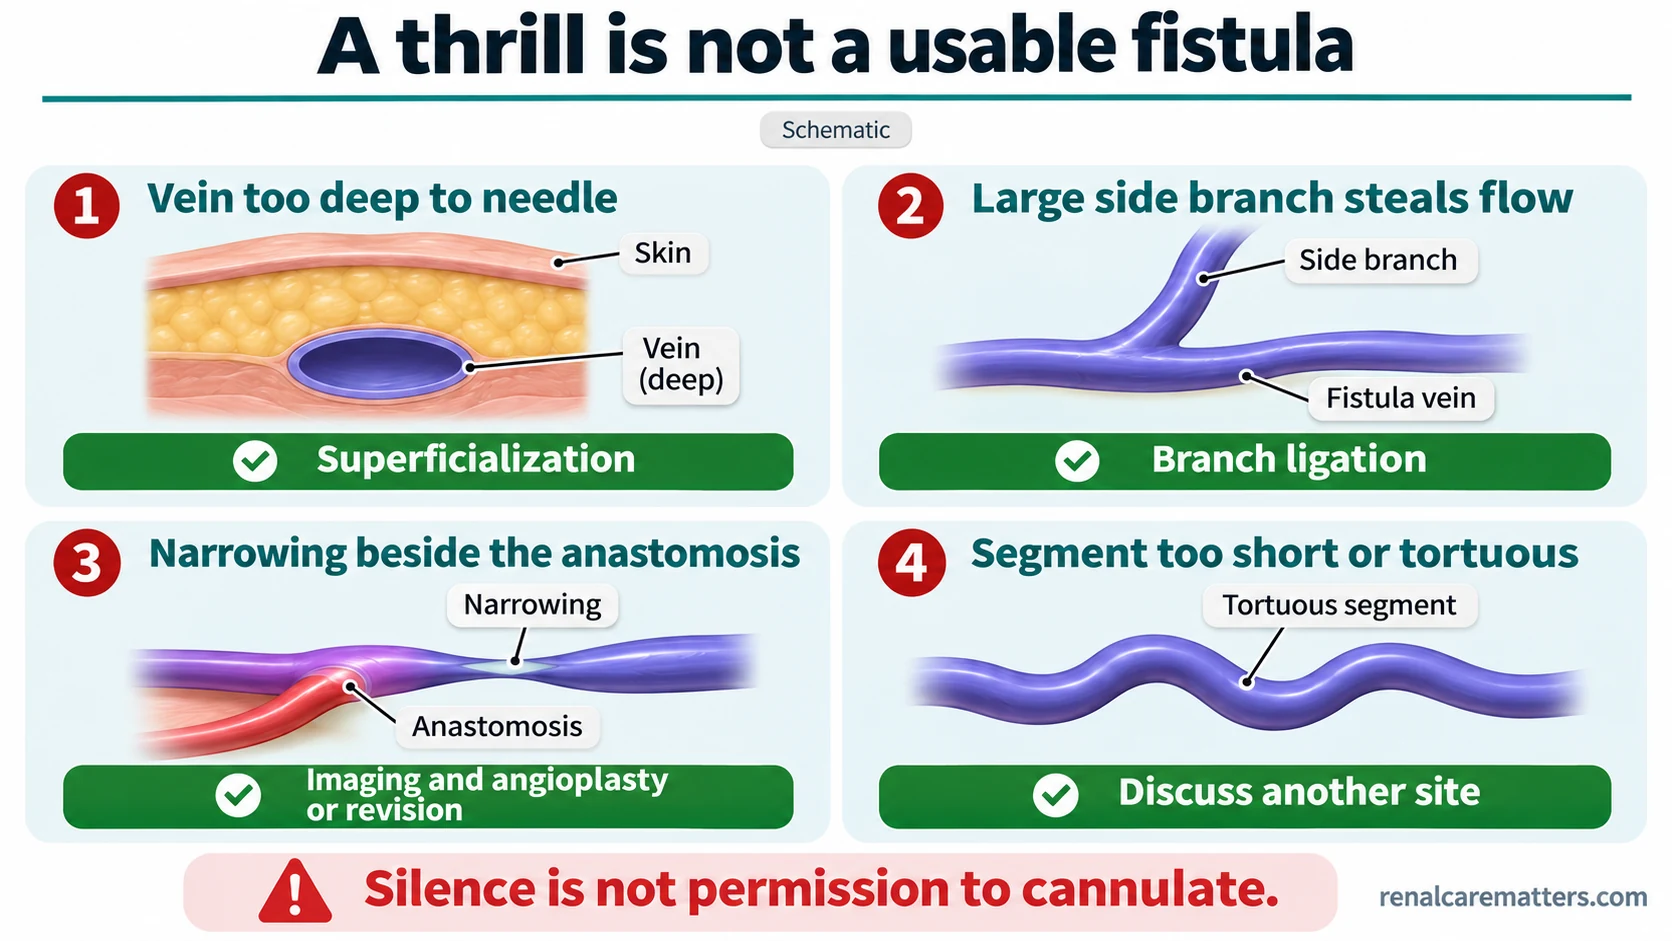 A thrill is not a usable fistula
Schematic
1 Vein too deep to needle
Skin
Vein
(deep)
Superficialization
2 Large side branch steals flow
Side branch
Fistula vein
Branch ligation
3 Narrowing beside the anastomosis
Narrowing
Anastomosis
Imaging and angioplasty
or revision
4 Segment too short or tortuous
Tortuous segment
Discuss another site
Silence is not permission to cannulate.
renalcarematters.com